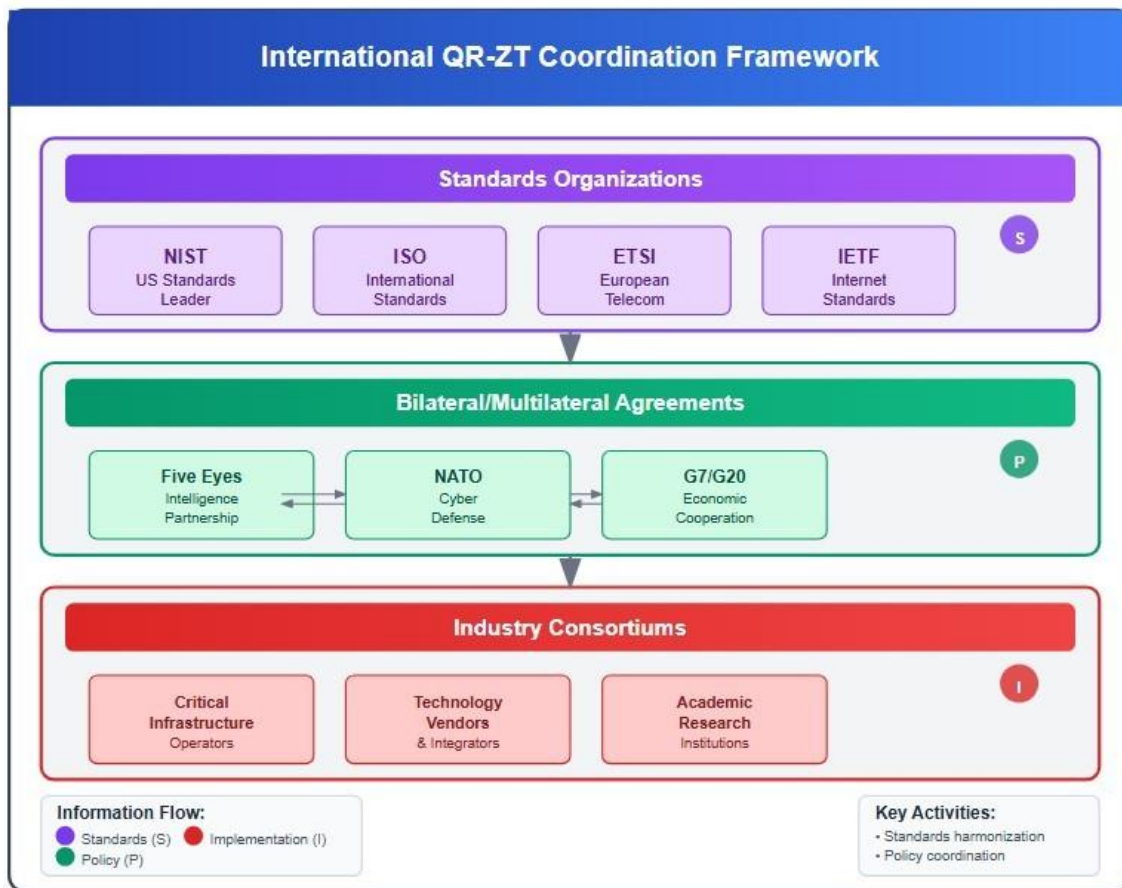 International QR-ZT Coordination Framework
Standards Organizations
NIST
US Standards
Leader
ISO
International
Standards
ETSI
European
Telecom
IETF
Internet
Standards
S
Bilateral/Multilateral Agreements
Five Eyes
Intelligence
Partnership
NATO
Cyber
Defense
G7/G20
Economic
Cooperation
P
Industry Consortiums
Critical
Infrastructure
Operators
Technology
Vendors
& Integrators
Academic
Research
Institutions
I
Information Flow:
Standards (S) Implementation (I)
Policy (P)
Key Activities:
• Standards harmonization
• Policy coordination